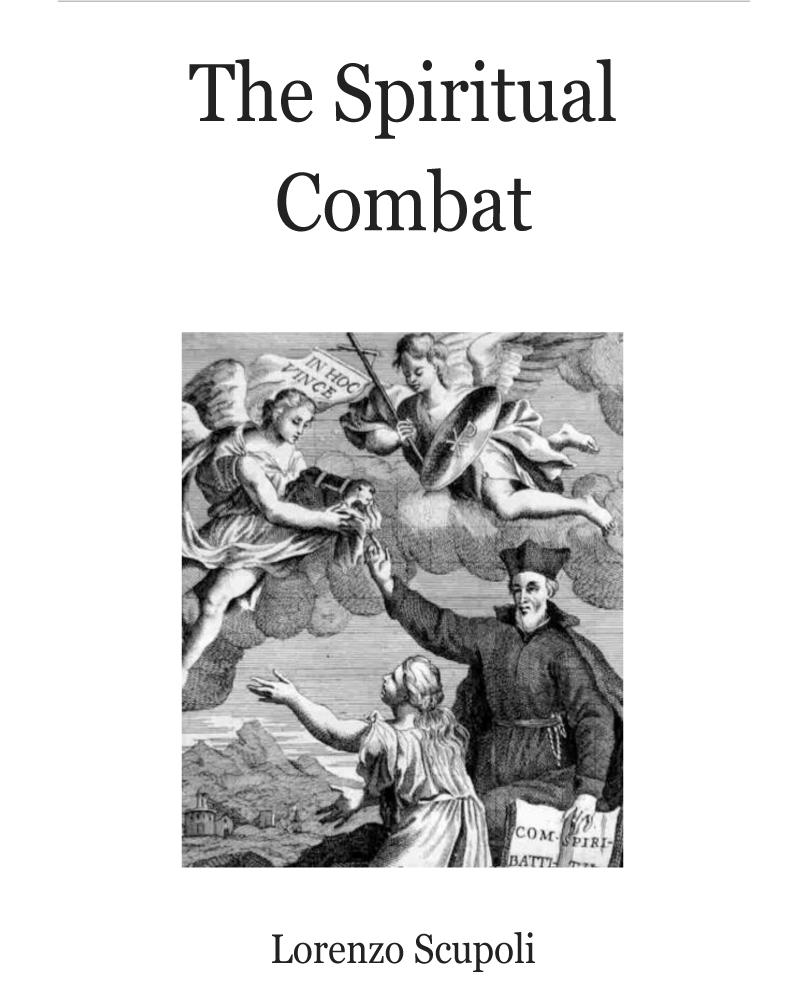 The Spiritual
Combat
IN HOC
VINCE
COM-
BATTI-
SPIRI-
Lorenzo Scupoli